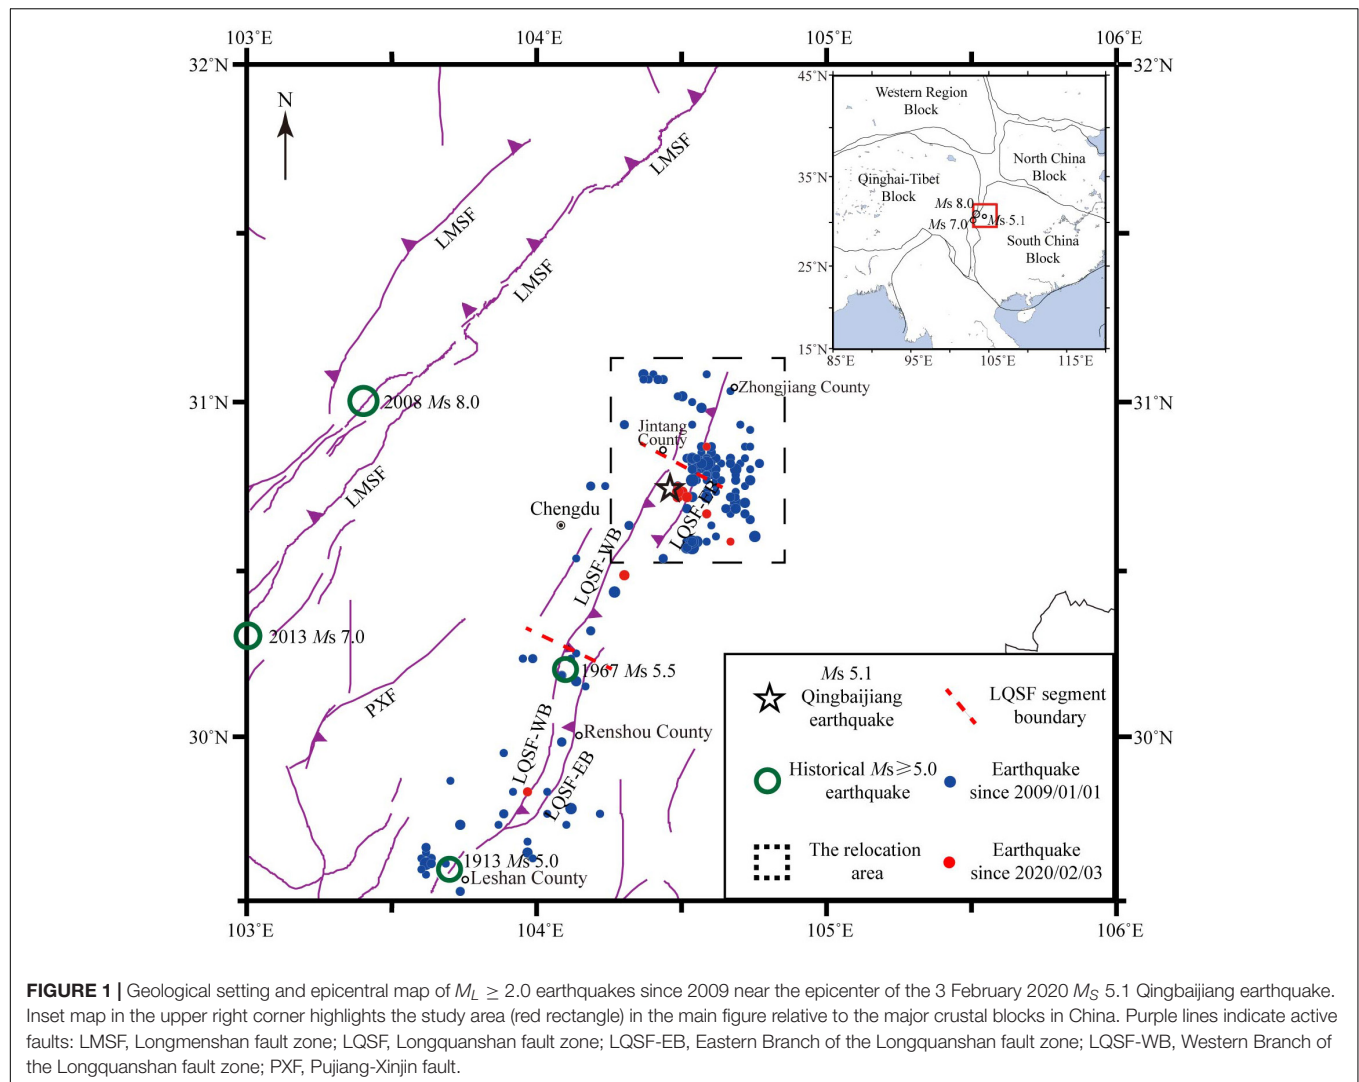 103°E
104°E
105°E
106°E
32°N
32°N
N
45°N
Western Region
Block
North China
Block
35°N
Qinghai-Tibet
Block
Ms 8.0
Ms 7.0
Ms 5.1
South China
Block
25°N
15°N
85°E
95°E
105°E
115°E
LMSF
LMSF
LMSF
31°N
31°N
2008 Ms 8.0
Zhongjiang County
Jintang
County
LMSF
Chengdu
LQSF-EB
LQSF-WB
2013 Ms 7.0
1967 Ms 5.5
PXF
30°N
30°N
Renshou County
LQSF-WB
LQSF-EB
1913 Ms 5.0
Leshan County
Ms 5.1
Qingbaijiang
earthquake
LQSF segment
boundary
Historical Ms≥5.0
earthquake
Earthquake
since 2009/01/01
The relocation
area
Earthquake
since 2020/02/03
103°E
104°E
105°E
106°E
FIGURE 1 | Geological setting and epicentral map of ML ≥ 2.0 earthquakes since 2009 near the epicenter of the 3 February 2020 MS 5.1 Qingbaijiang earthquake.
Inset map in the upper right corner highlights the study area (red rectangle) in the main figure relative to the major crustal blocks in China. Purple lines indicate active
faults: LMSF, Longmenshan fault zone; LQSF, Longquanshan fault zone; LQSF-EB, Eastern Branch of the Longquanshan fault zone; LQSF-WB, Western Branch of
the Longquanshan fault zone; PXF, Pujiang-Xinjin fault.